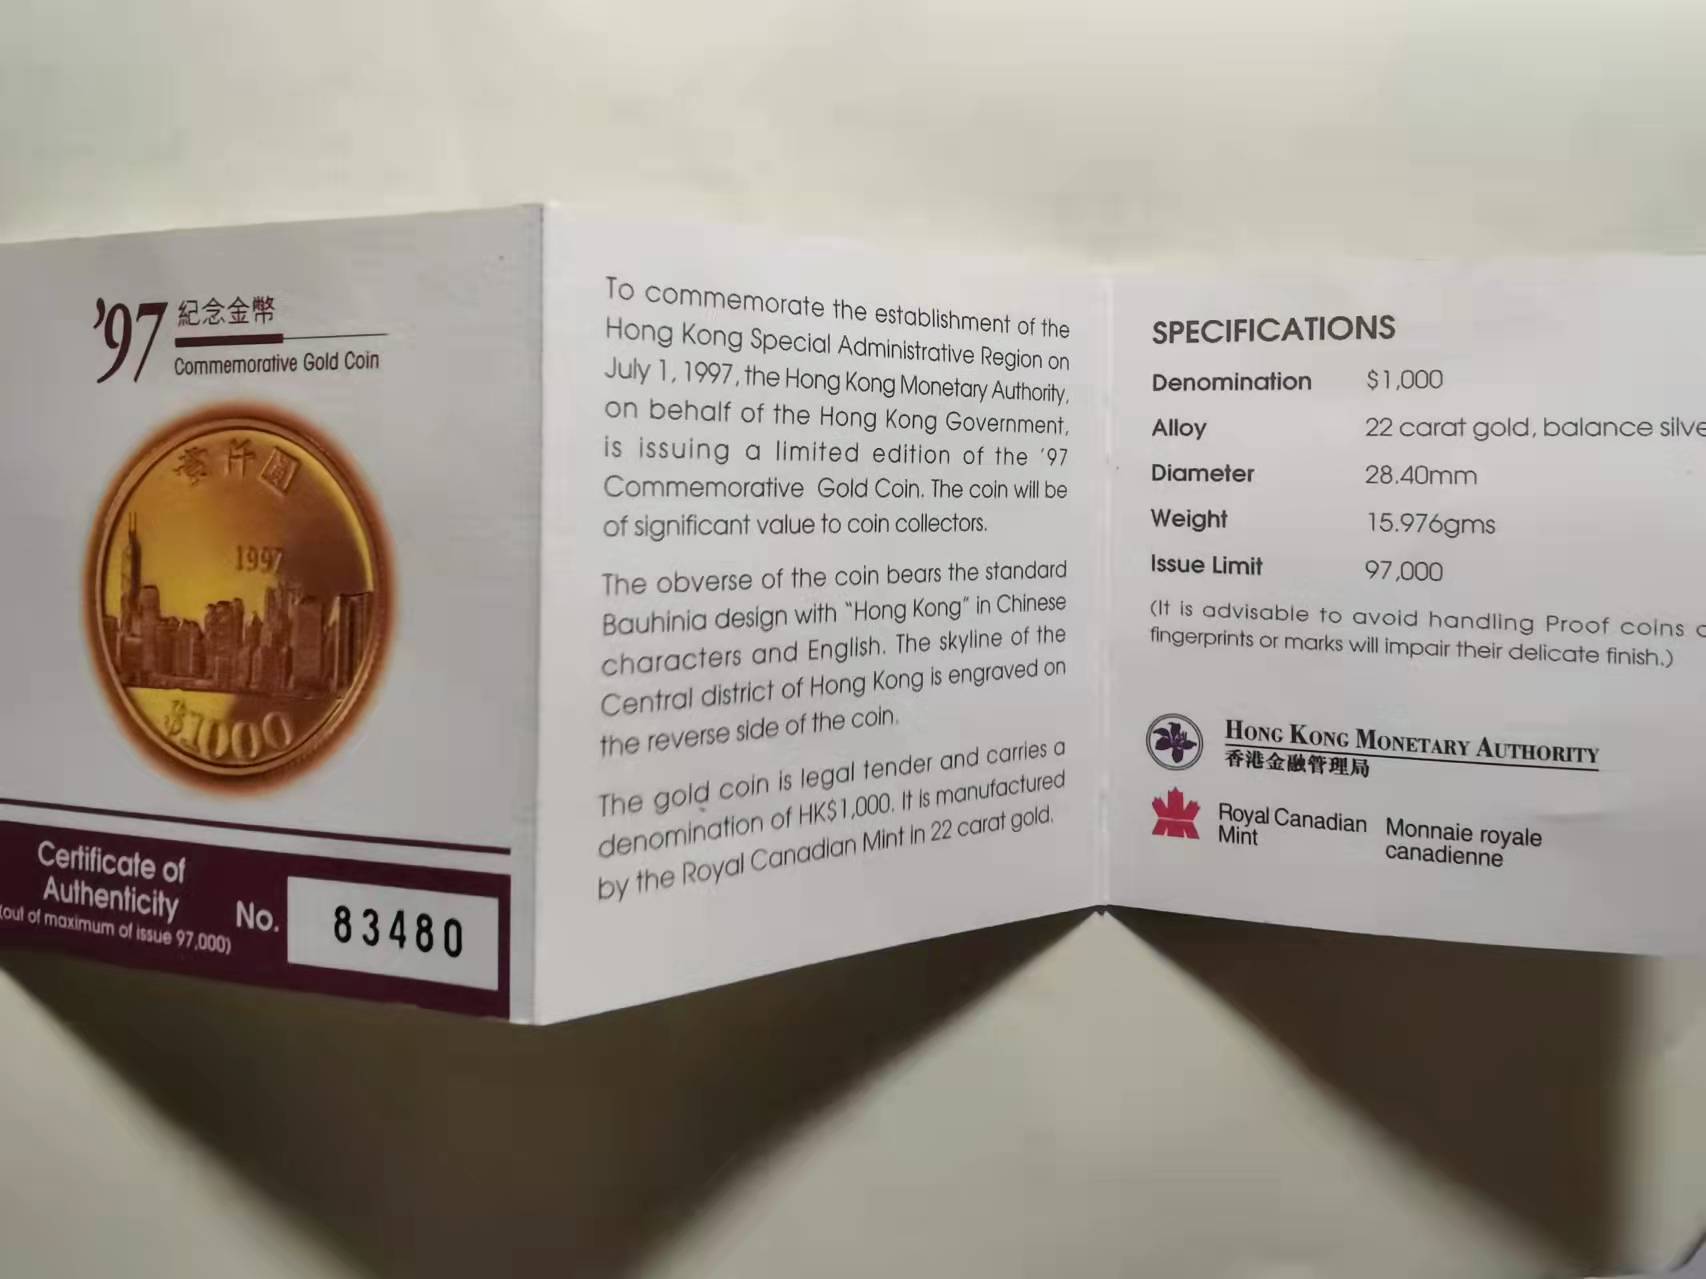 '97 紀念金幣
Commemorative Gold Coin
壹仟圓
1997
$1000
Certificate of
Authenticity
(out of maximum of issue 97,000)
No. 83480
To commemorate the establishment of the
Hong Kong Special Administrative Region on
July 1, 1997, the Hong Kong Monetary Authority,
on behalf of the Hong Kong Government,
is issuing a limited edition of the '97
Commemorative Gold Coin. The coin will be
of significant value to coin collectors.
The obverse of the coin bears the standard
Bauhinia design with "Hong Kong" in Chinese
characters and English. The skyline of the
Central district of Hong Kong is engraved on
the reverse side of the coin.
The gold coin is legal tender and carries a
denomination of HK$1,000. It is manufactured
by the Royal Canadian Mint in 22 carat gold.
SPECIFICATIONS
Denomination $1,000
Alloy 22 carat gold, balance
Diameter 28.40mm
Weight 15.976gms
Issue Limit 97,000
(It is advisable to avoid handling Proof coins
fingerprints or marks will impair their delicate finish.)
HONG KONG MONETARY AUTHORITY
香港金融管理局
Royal Canadian Monnaie royale
Mint canadienne